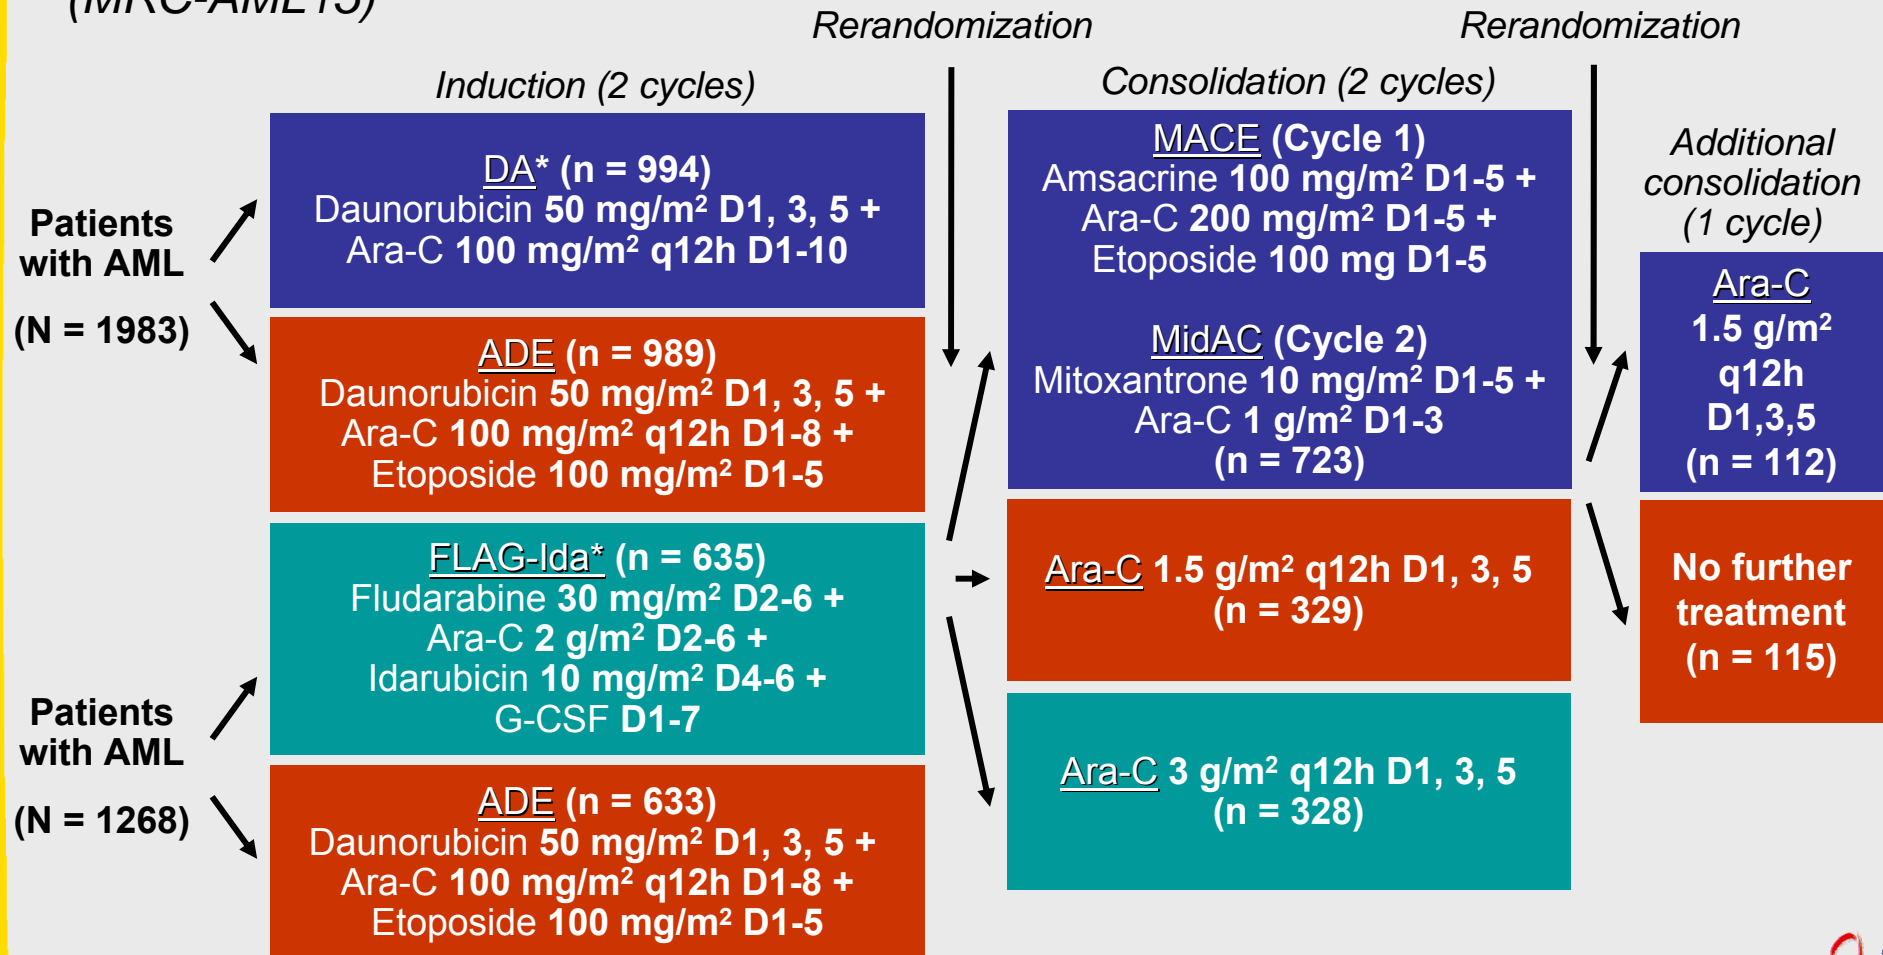 (MRC-AML15)
Rerandomization
Rerandomization
Induction (2 cycles)
Consolidation (2 cycles)
Additional
consolidation
(1 cycle)
Patients
with AML
(N = 1983)
DA* (n = 994)
Daunorubicin 50 mg/m² D1, 3, 5 +
Ara-C 100 mg/m² q12h D1-10
ADE (n = 989)
Daunorubicin 50 mg/m² D1, 3, 5 +
Ara-C 100 mg/m² q12h D1-8 +
Etoposide 100 mg/m² D1-5
Patients
with AML
(N = 1268)
FLAG-Ida* (n = 635)
Fludarabine 30 mg/m² D2-6 +
Ara-C 2 g/m² D2-6 +
Idarubicin 10 mg/m² D4-6 +
G-CSF D1-7
ADE (n = 633)
Daunorubicin 50 mg/m² D1, 3, 5 +
Ara-C 100 mg/m² q12h D1-8 +
Etoposide 100 mg/m² D1-5
MACE (Cycle 1)
Amsacrine 100 mg/m² D1-5 +
Ara-C 200 mg/m² D1-5 +
Etoposide 100 mg D1-5
MidAC (Cycle 2)
Mitoxantrone 10 mg/m² D1-5 +
Ara-C 1 g/m² D1-3
(n = 723)
Ara-C 1.5 g/m² q12h D1, 3, 5
(n = 329)
Ara-C 3 g/m² q12h D1, 3, 5
(n = 328)
Ara-C
1.5 g/m²
q12h
D1,3,5
(n = 112)
No further
treatment
(n = 115)